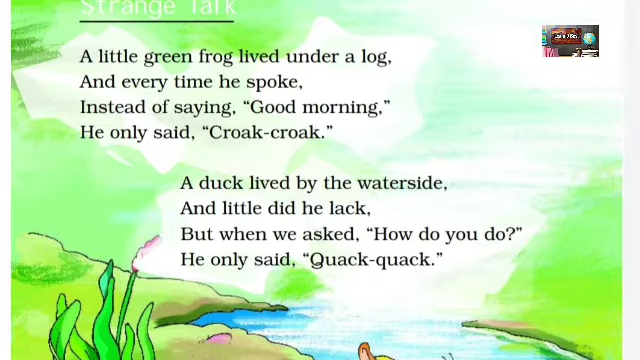 Strange Talk
A little green frog lived under a log,
And every time he spoke,
Instead of saying, “Good morning,”
He only said, “Croak-croak.”
A duck lived by the waterside,
And little did he lack,
But when we asked, “How do you do?”
He only said, “Quack-quack.”